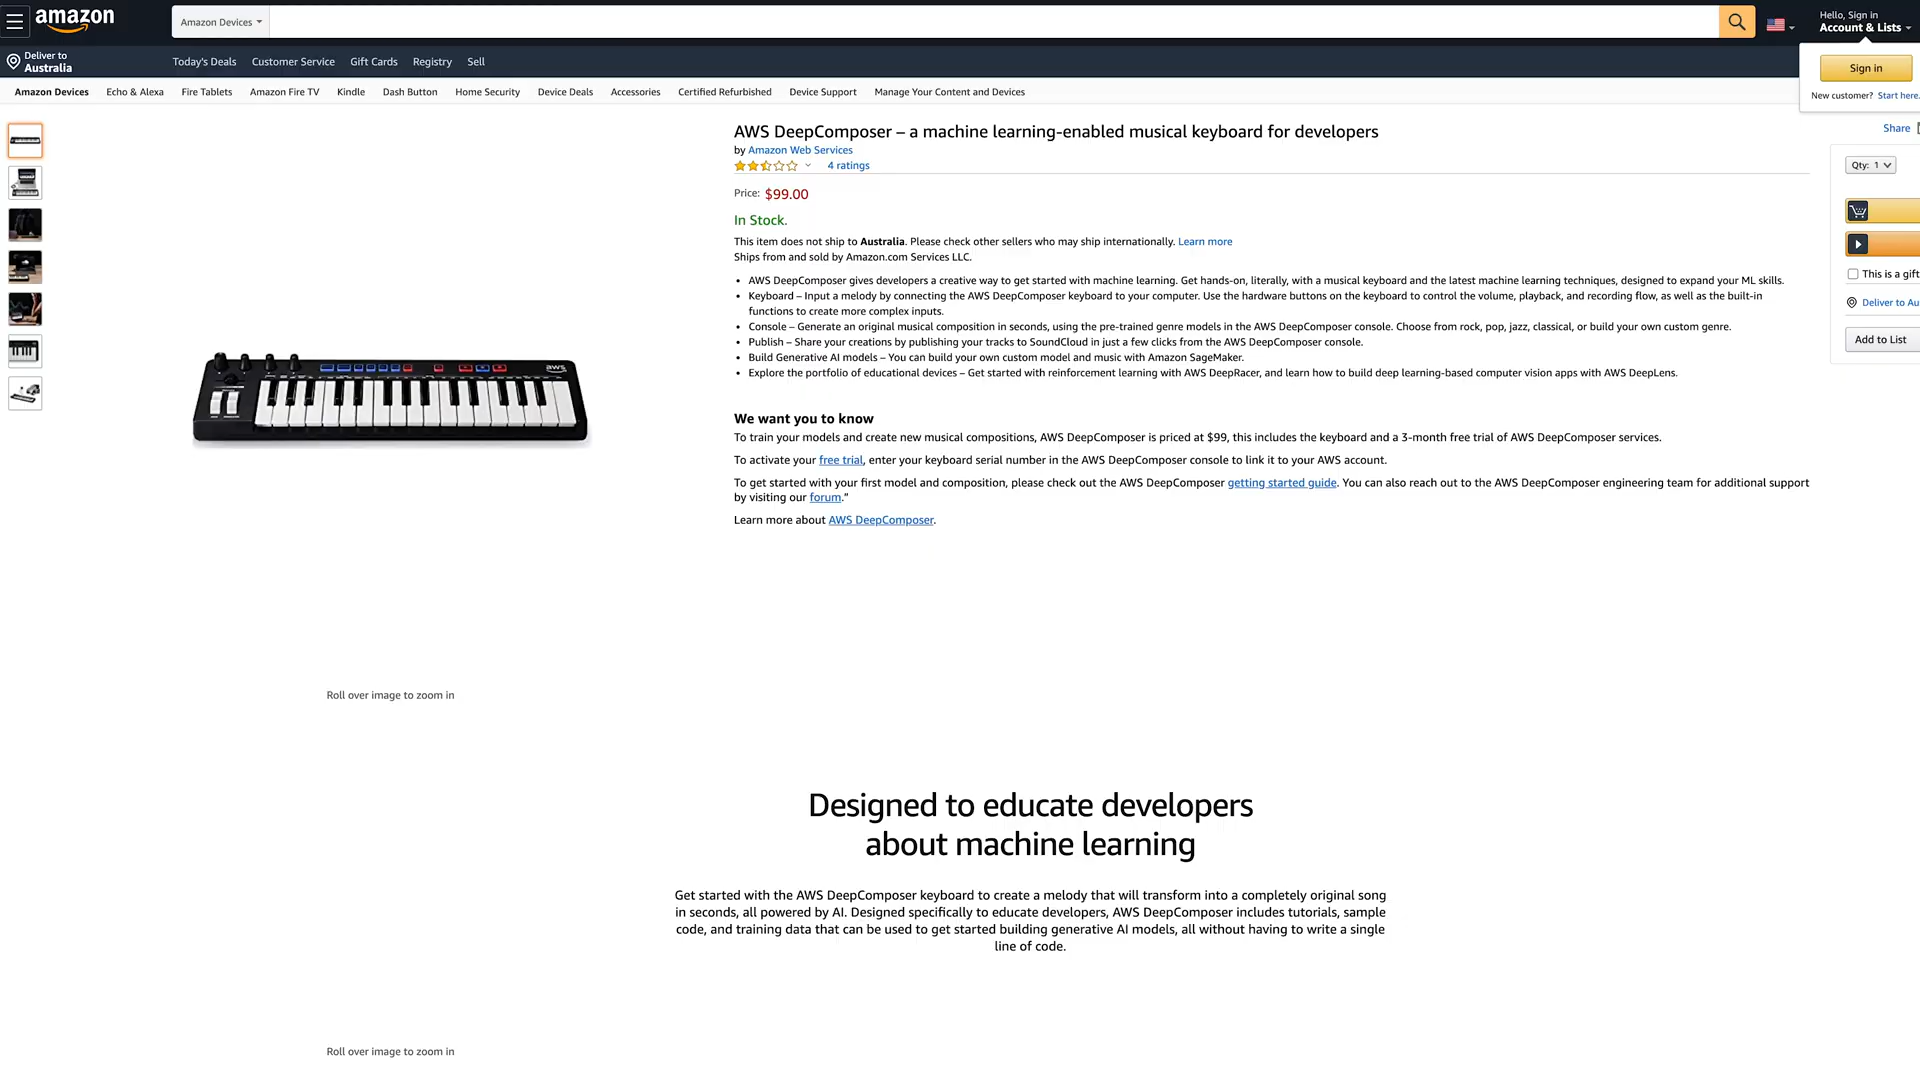 amazon
Amazon Devices
Hello, Sign in
Account & Lists
Deliver to
Australia
Today's Deals
Customer Service
Gift Cards
Registry
Sell
Sign in
New customer? Start here.
Amazon Devices
Echo & Alexa
Fire Tablets
Amazon Fire TV
Kindle
Dash Button
Home Security
Device Deals
Accessories
Certified Refurbished
Device Support
Manage Your Content and Devices
Share
AWS DeepComposer – a machine learning-enabled musical keyboard for developers
by Amazon Web Services
4 ratings
Price: $99.00
In Stock.
This item does not ship to Australia. Please check other sellers who may ship internationally. Learn more
Ships from and sold by Amazon.com Services LLC.
• AWS DeepComposer gives developers a creative way to get started with machine learning. Get hands-on, literally, with a musical keyboard and the latest machine learning techniques, designed to expand your ML skills.
• Keyboard – Input a melody by connecting the AWS DeepComposer keyboard to your computer. Use the hardware buttons on the keyboard to control the volume, playback, and recording flow, as well as the built-in
functions to create more complex inputs.
• Console – Generate an original musical composition in seconds, using the pre-trained genre models in the AWS DeepComposer console. Choose from rock, pop, jazz, classical, or build your own custom genre.
• Publish – Share your creations by publishing your tracks to SoundCloud in just a few clicks from the AWS DeepComposer console.
• Build Generative AI models – You can build your own custom model and music with Amazon SageMaker.
• Explore the portfolio of educational devices – Get started with reinforcement learning with AWS DeepRacer, and learn how to build deep learning-based computer vision apps with AWS DeepLens.
We want you to know
To train your models and create new musical compositions, AWS DeepComposer is priced at $99, this includes the keyboard and a 3-month free trial of AWS DeepComposer services.
To activate your free trial, enter your keyboard serial number in the AWS DeepComposer console to link it to your AWS account.
To get started with your first model and composition, please check out the AWS DeepComposer getting started guide. You can also reach out to the AWS DeepComposer engineering team for additional support
by visiting our forum.”
Learn more about AWS DeepComposer.
Qty: 1
This is a gift
Deliver to Au
Add to List
aws
Roll over image to zoom in
Designed to educate developers
about machine learning
Get started with the AWS DeepComposer keyboard to create a melody that will transform into a completely original song
in seconds, all powered by AI. Designed specifically to educate developers, AWS DeepComposer includes tutorials, sample
code, and training data that can be used to get started building generative AI models, all without having to write a single
line of code.
Roll over image to zoom in